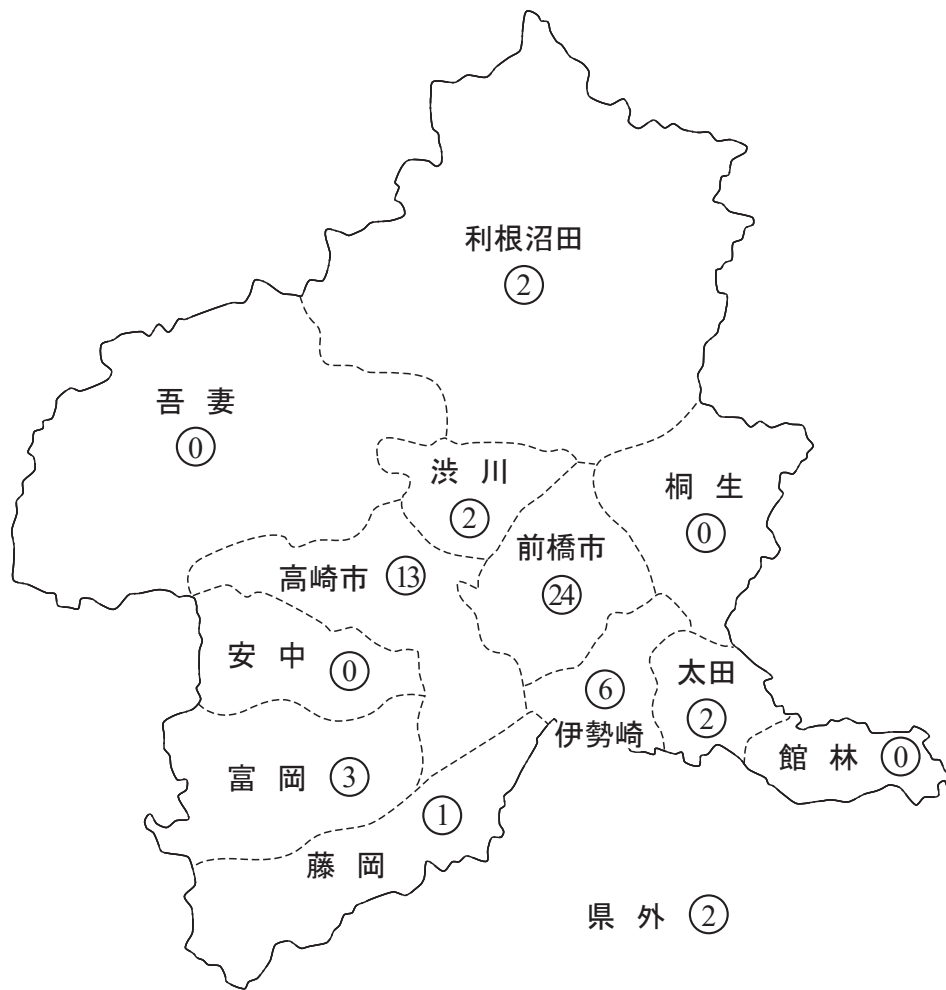 利根沼田
②
吾妻
⓪
渋川
②
桐生
⓪
前橋市
㉔
高崎市 ⑬
安中 ⓪
⑥
伊勢崎
太田
②
館林 ⓪
富岡 ③
①
藤岡
県外 ②